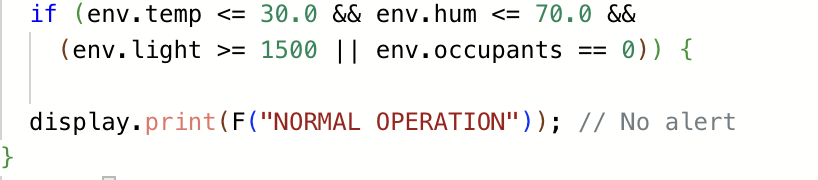 if (env.temp <= 30.0 && env.hum <= 70.0 &&
(env.light >= 1500 || env.occupants == 0)) {
display.print(F("NORMAL OPERATION")); // No alert
}